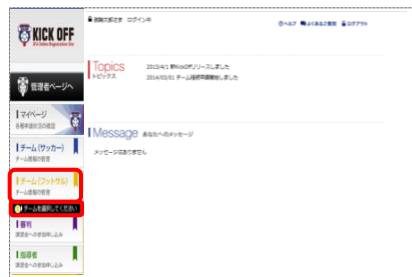 KICK OFF
JFA Online Registration Site
管理者ページへ
マイページ
各種申請状況の確認
チーム(サッカー)
チーム情報の管理
チーム(フットサル)
チーム情報の管理
チームを選択してください
審判
講習会への参加申し込み
指導者
講習会への参加申し込み
ログイン中
ヘルプ よくあるご質問 ログアウト
Topics
トピックス
2013/4/1 新KickOffリリースしました
2014/03/01 チーム継続申請開始しました
Message あなたへのメッセージ
メッセージはありません